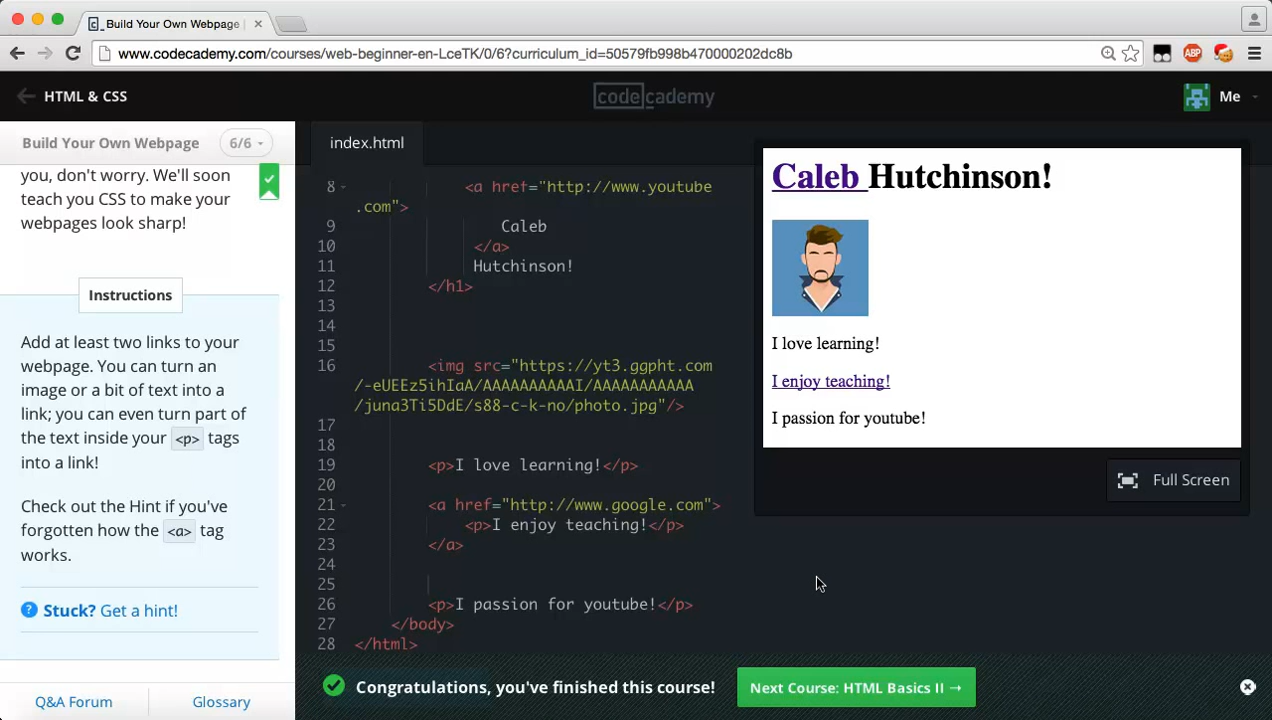 Build Your Own Webpage |
www.codecademy.com/courses/web-beginner-en-LceTK/0/6?curriculum_id=50579fb998b470000202dc8b
ABP
HTML & CSS
codecademy
Me
Build Your Own Webpage
6/6
you, don't worry. We'll soon
teach you CSS to make your
webpages look sharp!
Instructions
Add at least two links to your
webpage. You can turn an
image or a bit of text into a
link; you can even turn part of
the text inside your <p> tags
into a link!
Check out the Hint if you've
forgotten how the <a> tag
works.
Stuck? Get a hint!
Q&A Forum
Glossary
index.html
8 <a href="http://www.youtube
.com">
9 Caleb
10 </a>
11 Hutchinson!
12 </h1>
13
14
15
16 <img src="https://yt3.ggpht.com
/-eUEEz5ihIaA/AAAAAAAAAAI/AAAAAAAAAAA
/juna3Ti5DdE/s88-c-k-no/photo.jpg"/>
17
18
19 <p>I love learning!</p>
20
21 <a href="http://www.google.com">
22 <p>I enjoy teaching!</p>
23 </a>
24
25
26 <p>I passion for youtube!</p>
27 </body>
28 </html>
Caleb Hutchinson!
I love learning!
I enjoy teaching!
I passion for youtube!
Full Screen
Congratulations, you've finished this course!
Next Course: HTML Basics II →